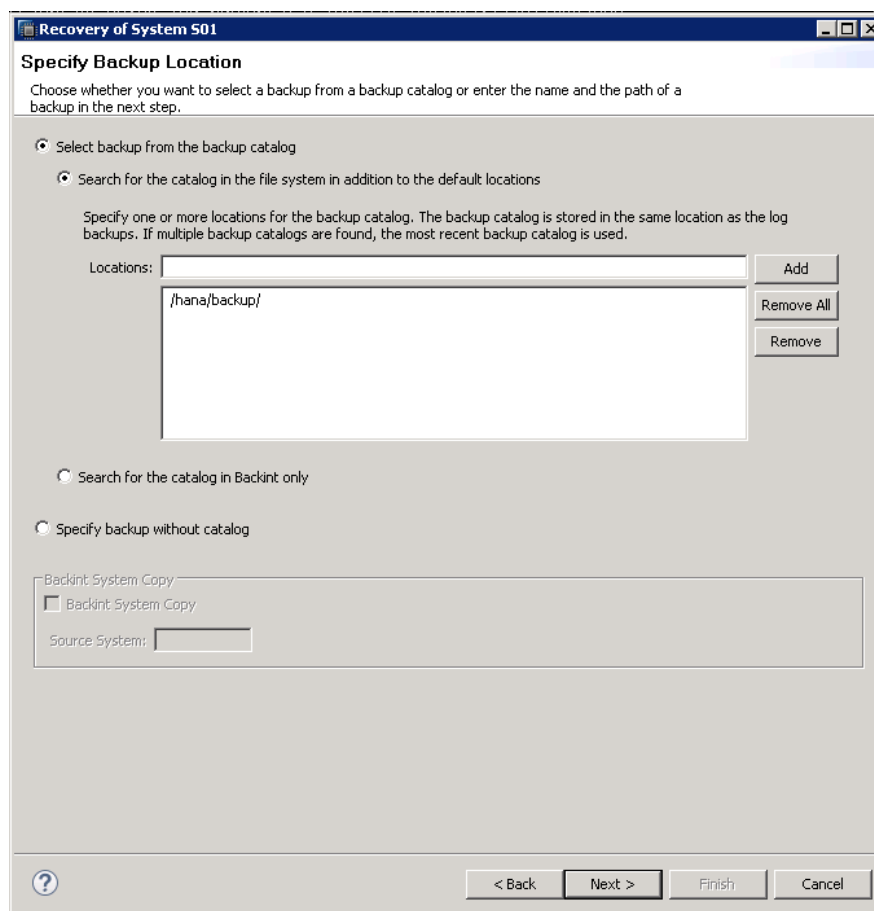 Recovery of System S01
Specify Backup Location
Choose whether you want to select a backup from a backup catalog or enter the name and the path of a
backup in the next step.
Select backup from the backup catalog
Search for the catalog in the file system in addition to the default locations
Specify one or more locations for the backup catalog. The backup catalog is stored in the same location as the log
backups. If multiple backup catalogs are found, the most recent backup catalog is used.
Locations:
Add
/hana/backup/
Remove All
Remove
Search for the catalog in Backint only
Specify backup without catalog
Backint System Copy
Backint System Copy
Source System:
?
< Back
Next >
Finish
Cancel